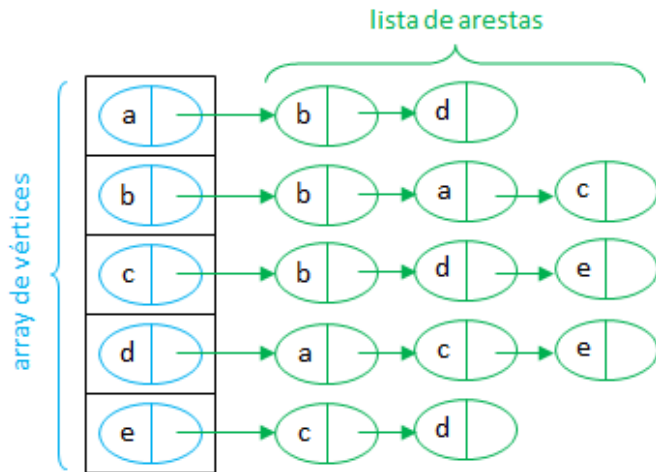 lista de arestas
array de vértices
a b d
b b a c
c b d e
d a c e
e c d